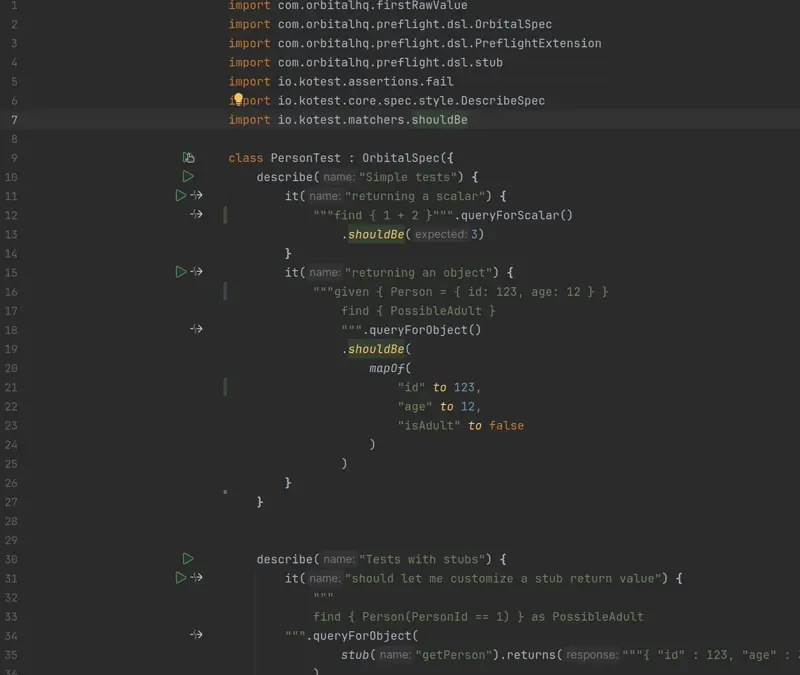 1 import com.orbitalhq.firstRawValue
2 import com.orbitalhq.preflight.dsl.OrbitalSpec
3 import com.orbitalhq.preflight.dsl.PreflightExtension
4 import com.orbitalhq.preflight.dsl.stub
5 import io.kotest.assertions.fail
6 import io.kotest.core.spec.style.DescribeSpec
7 import io.kotest.matchers.shouldBe
8
9 class PersonTest : OrbitalSpec({
10 describe( name: "Simple tests") {
11 it( name: "returning a scalar") {
12 """find { 1 + 2 }""".queryForScalar()
13 .shouldBe( expected: 3)
14 }
15 it( name: "returning an object") {
16 """given { Person = { id: 123, age: 12 } }
17 find { PossibleAdult }
18 """.queryForObject()
19 .shouldBe(
20 mapOf(
21 "id" to 123,
22 "age" to 12,
23 "isAdult" to false
24 )
25 )
26 }
27 }
28
29
30 describe( name: "Tests with stubs") {
31 it( name: "should let me customize a stub return value") {
32 """
33 find { Person(PersonId == 1) } as PossibleAdult
34 """.queryForObject(
35 stub( name: "getPerson").returns( response: """{ "id" : 123, "age" :
36 )